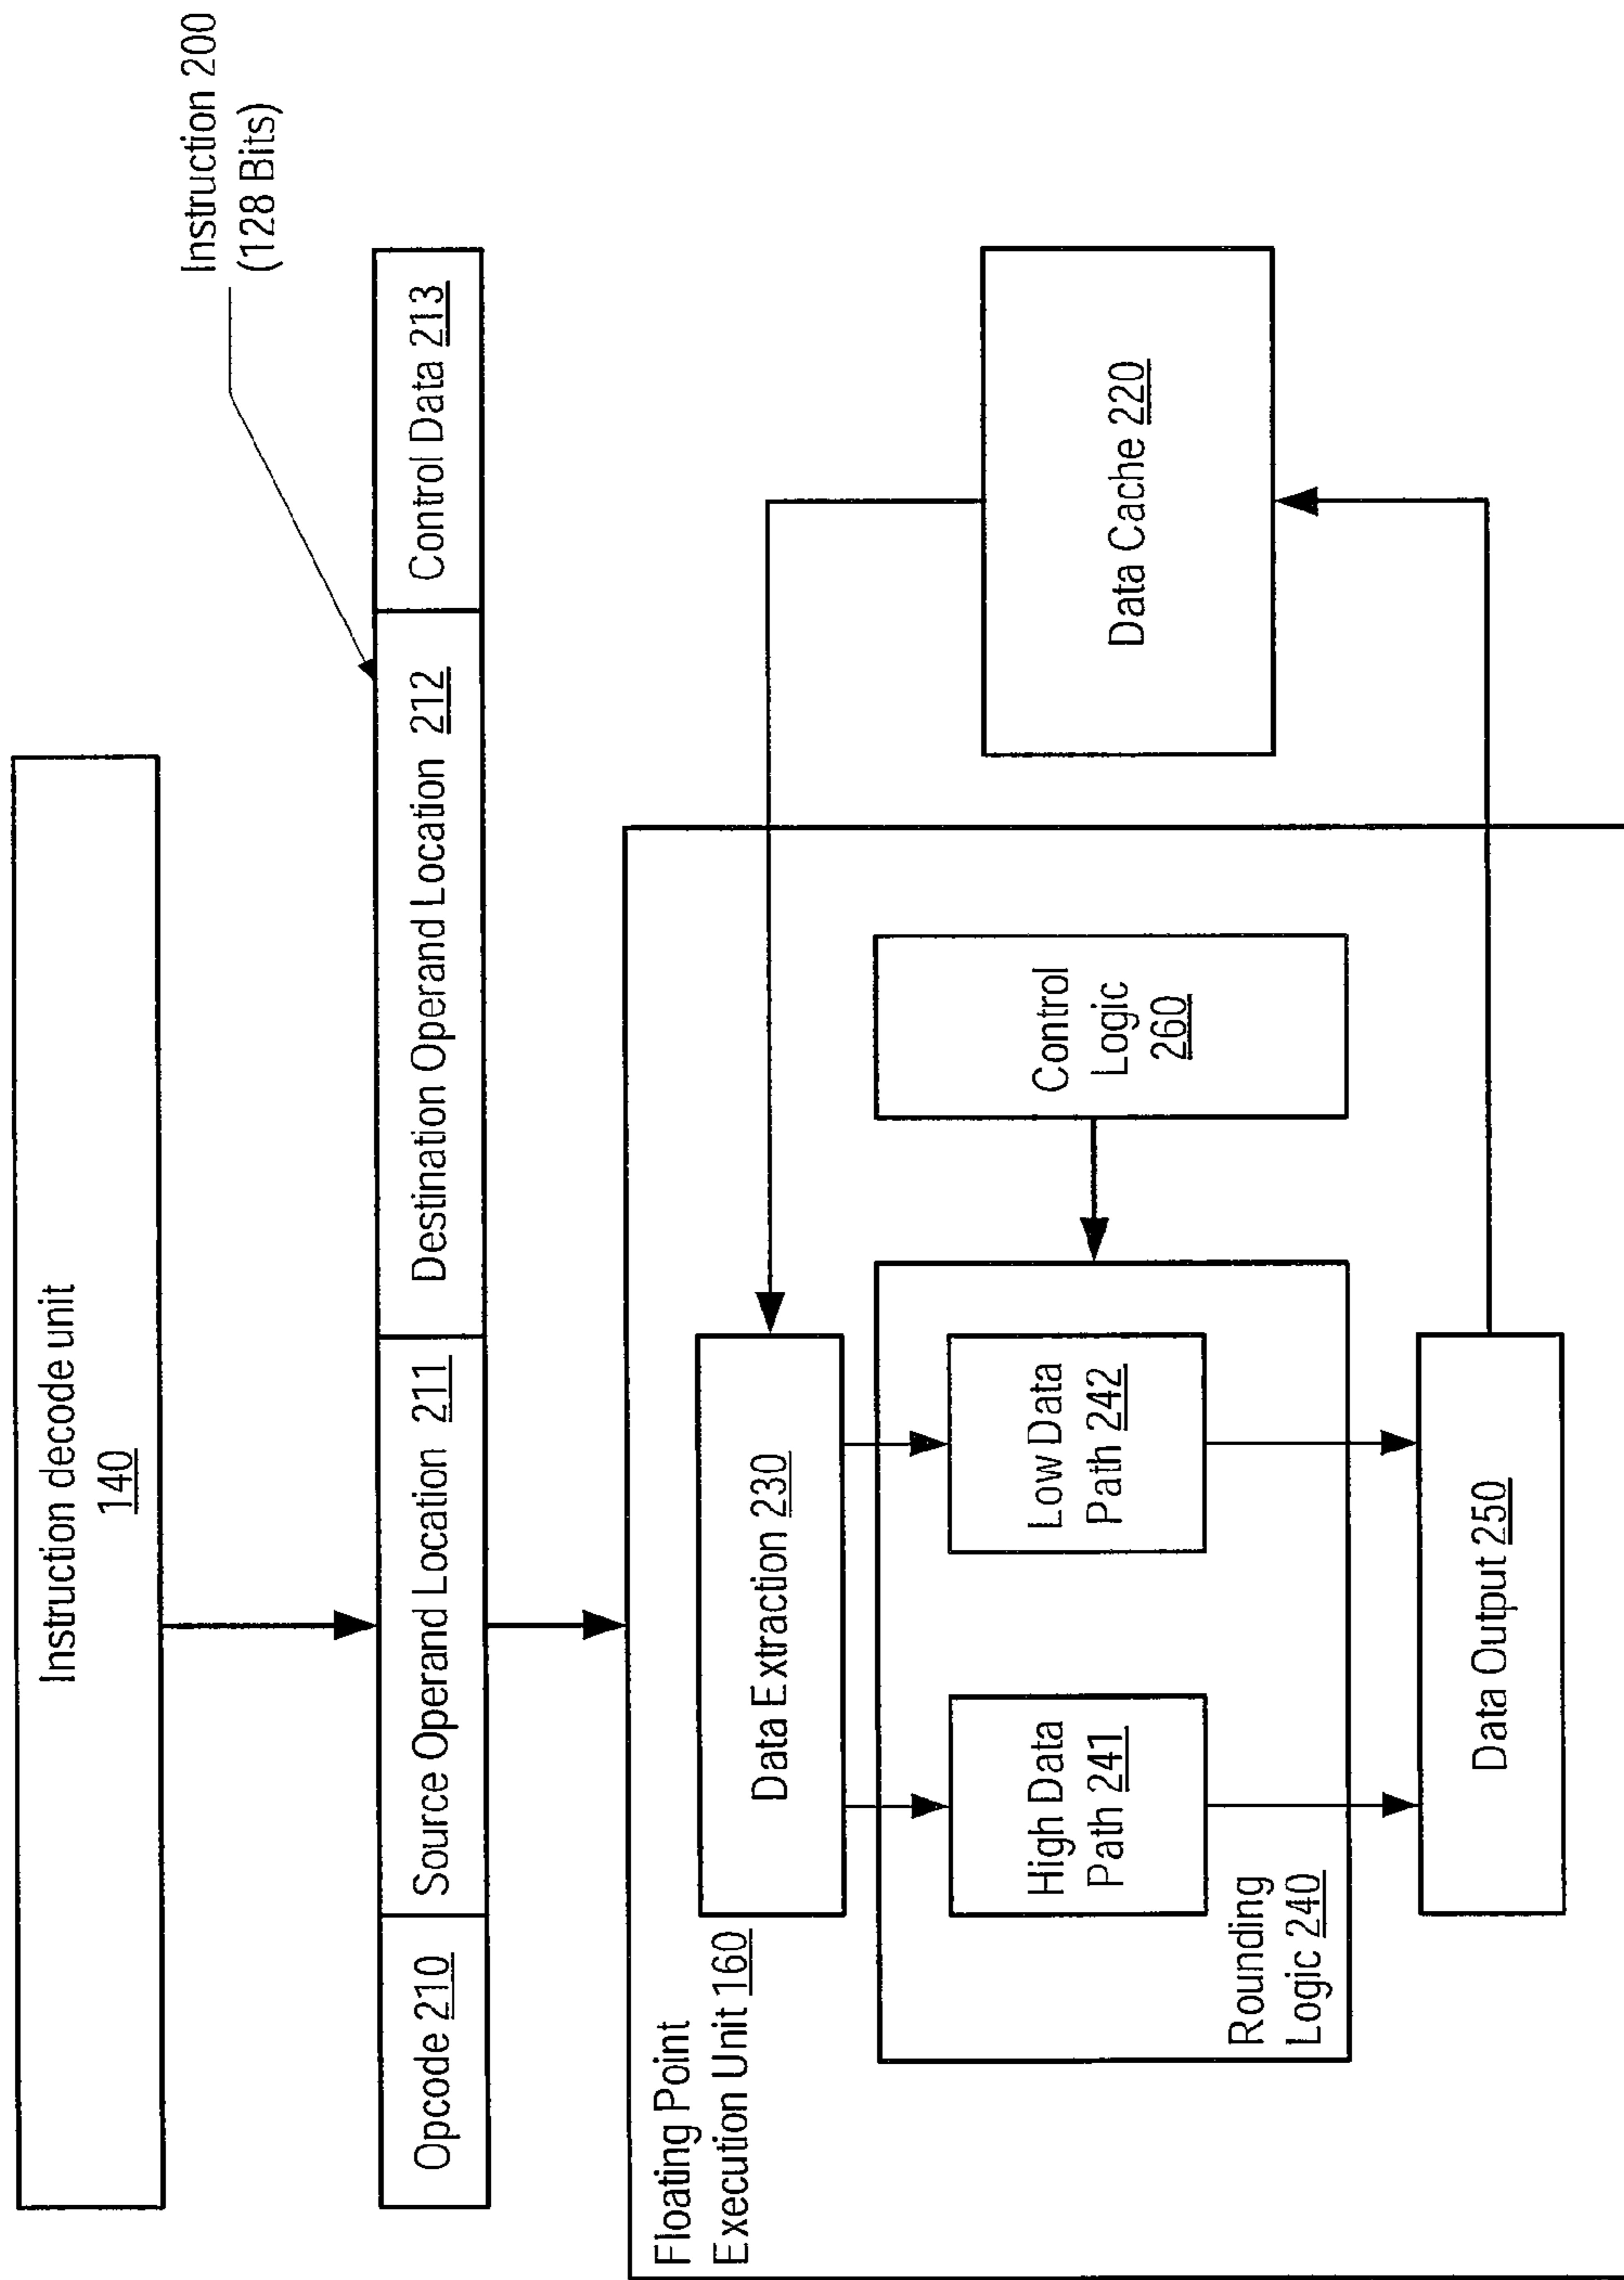 Instruction decode unit
140
Instruction 200
(128 Bits)
Opcode 210
Source Operand Location 211
Destination Operand Location 212
Control Data 213
Floating Point
Execution Unit 160
Data Extraction 230
High Data
Path 241
Low Data
Path 242
Rounding
Logic 240
Control
Logic
260
Data Cache 220
Data Output 250